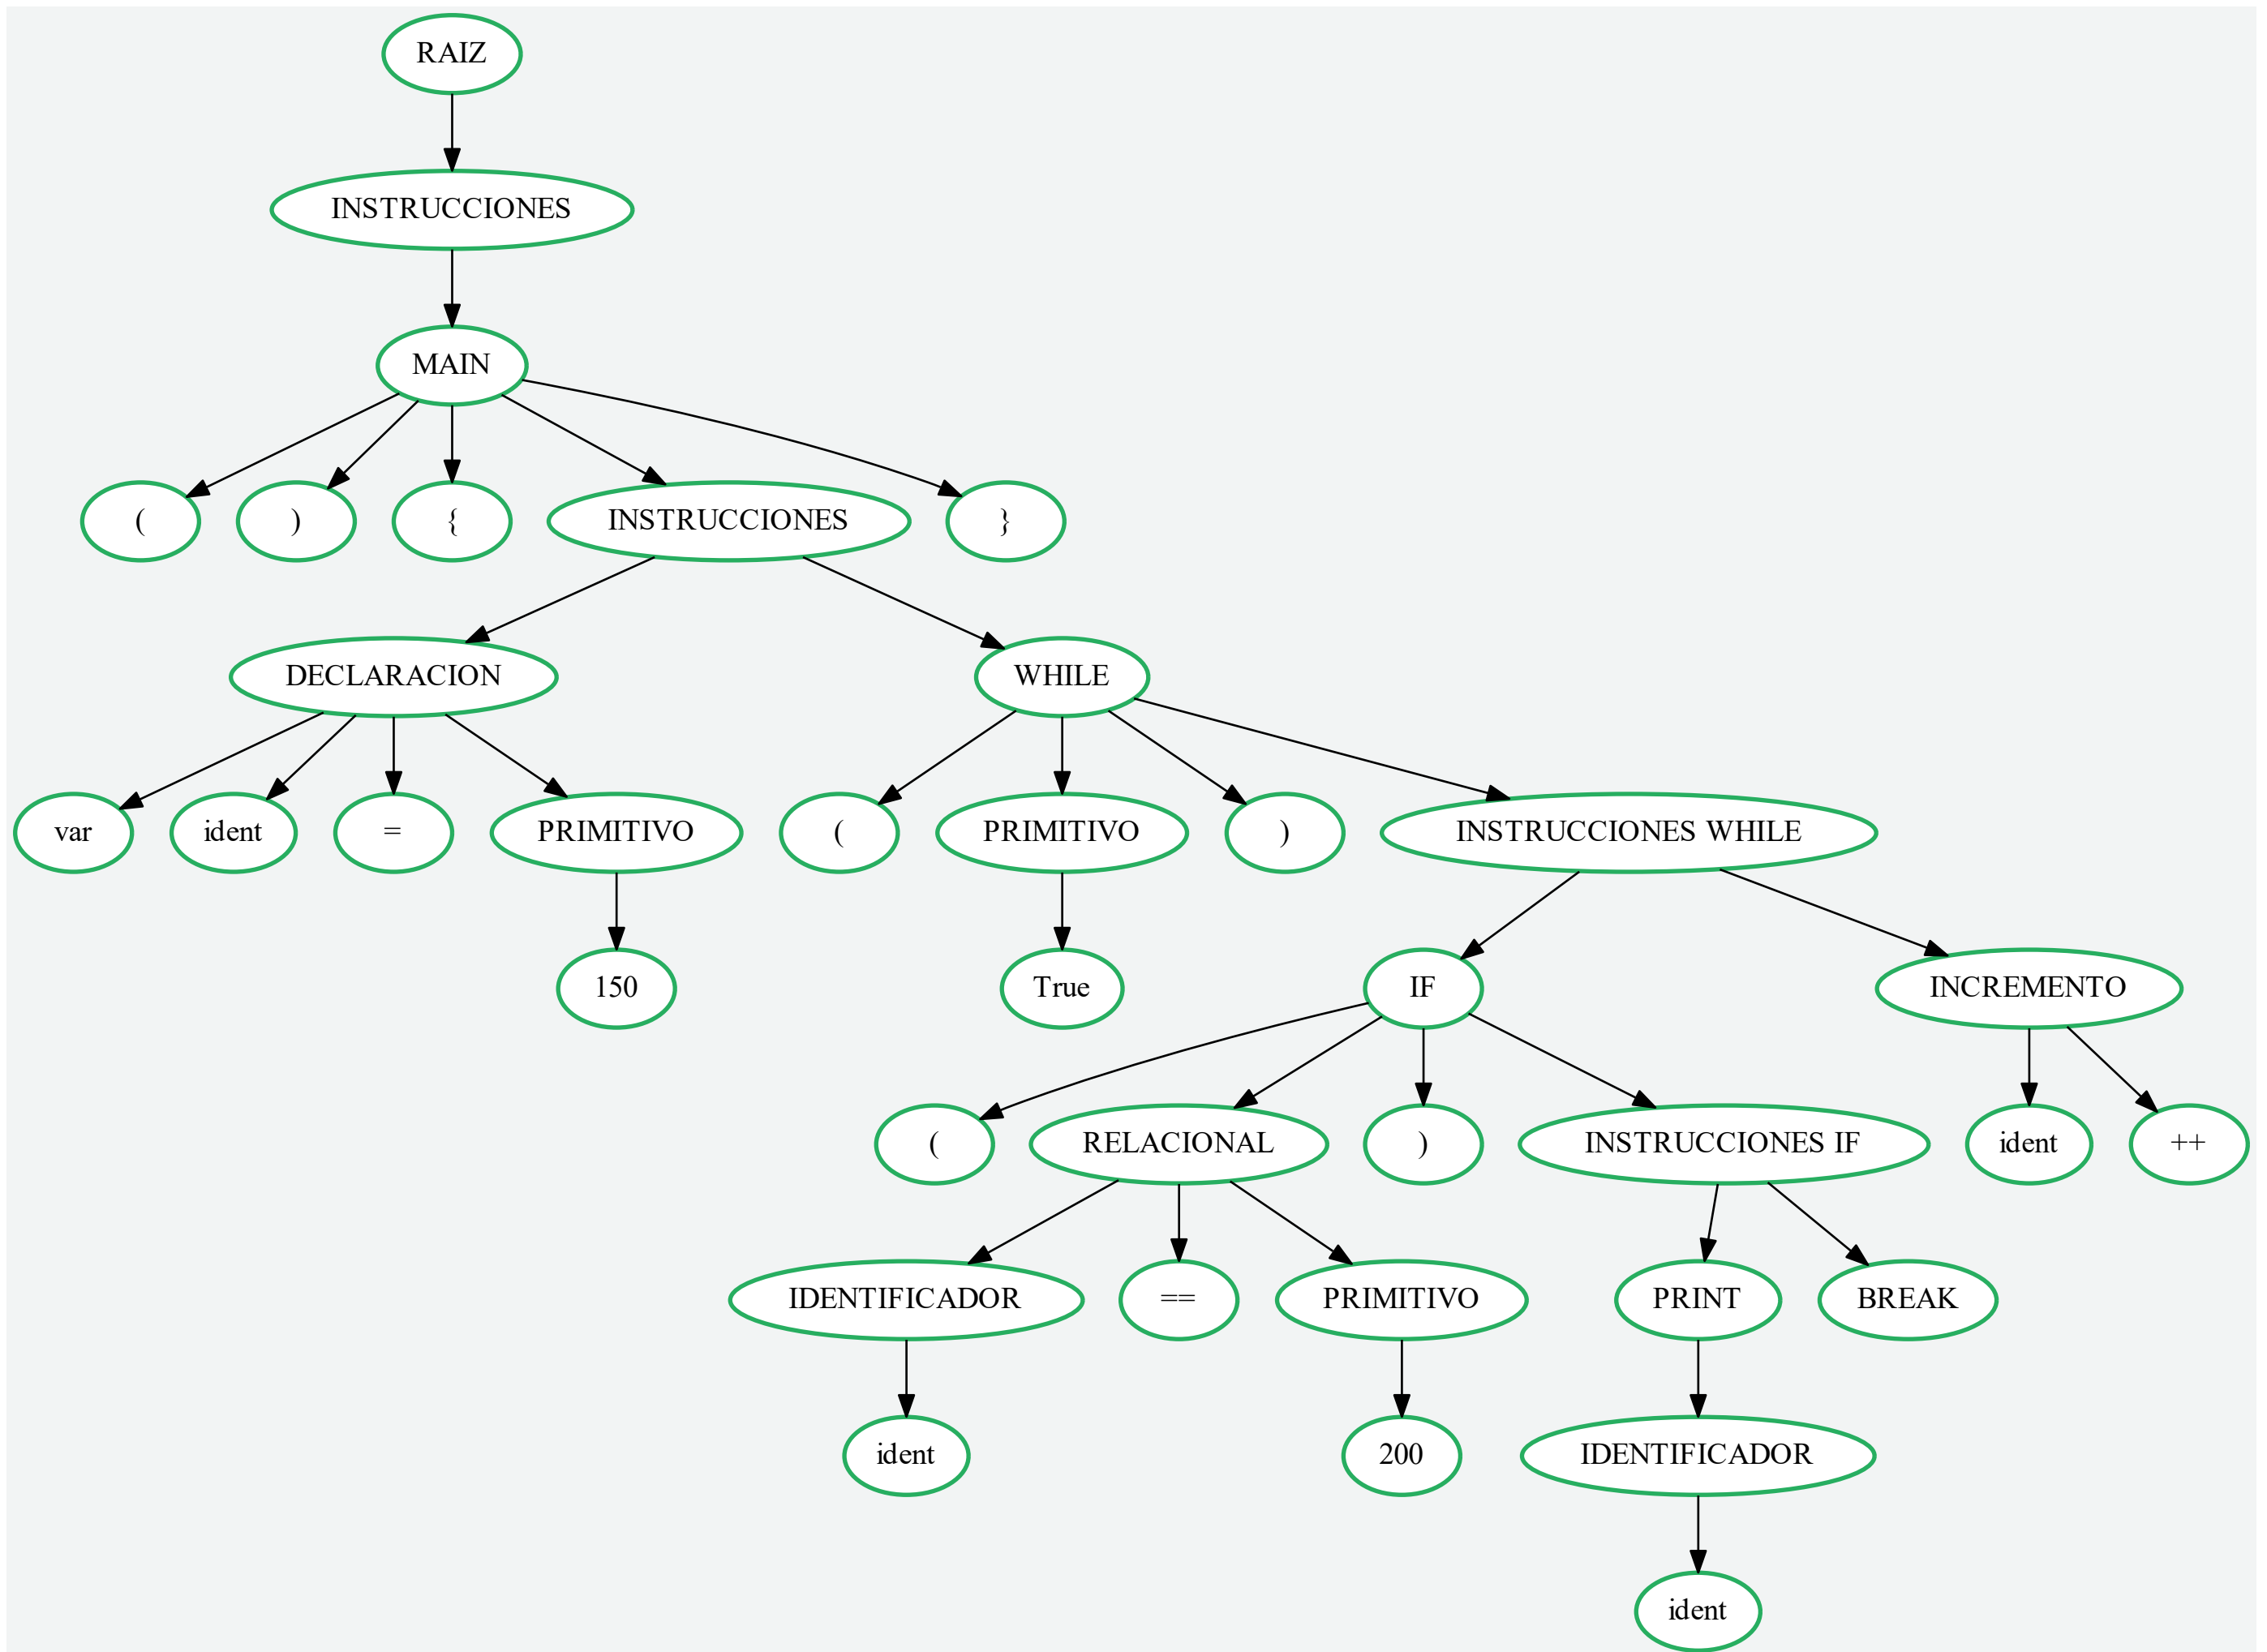 RAIZ
INSTRUCCIONES
MAIN
( ) { INSTRUCCIONES }
DECLARACION WHILE
var ident = PRIMITIVO ( PRIMITIVO ) INSTRUCCIONES WHILE
150 True IF INCREMENTO
( RELACIONAL ) INSTRUCCIONES IF ident ++
IDENTIFICADOR == PRIMITIVO PRINT BREAK
ident 200 IDENTIFICADOR
ident